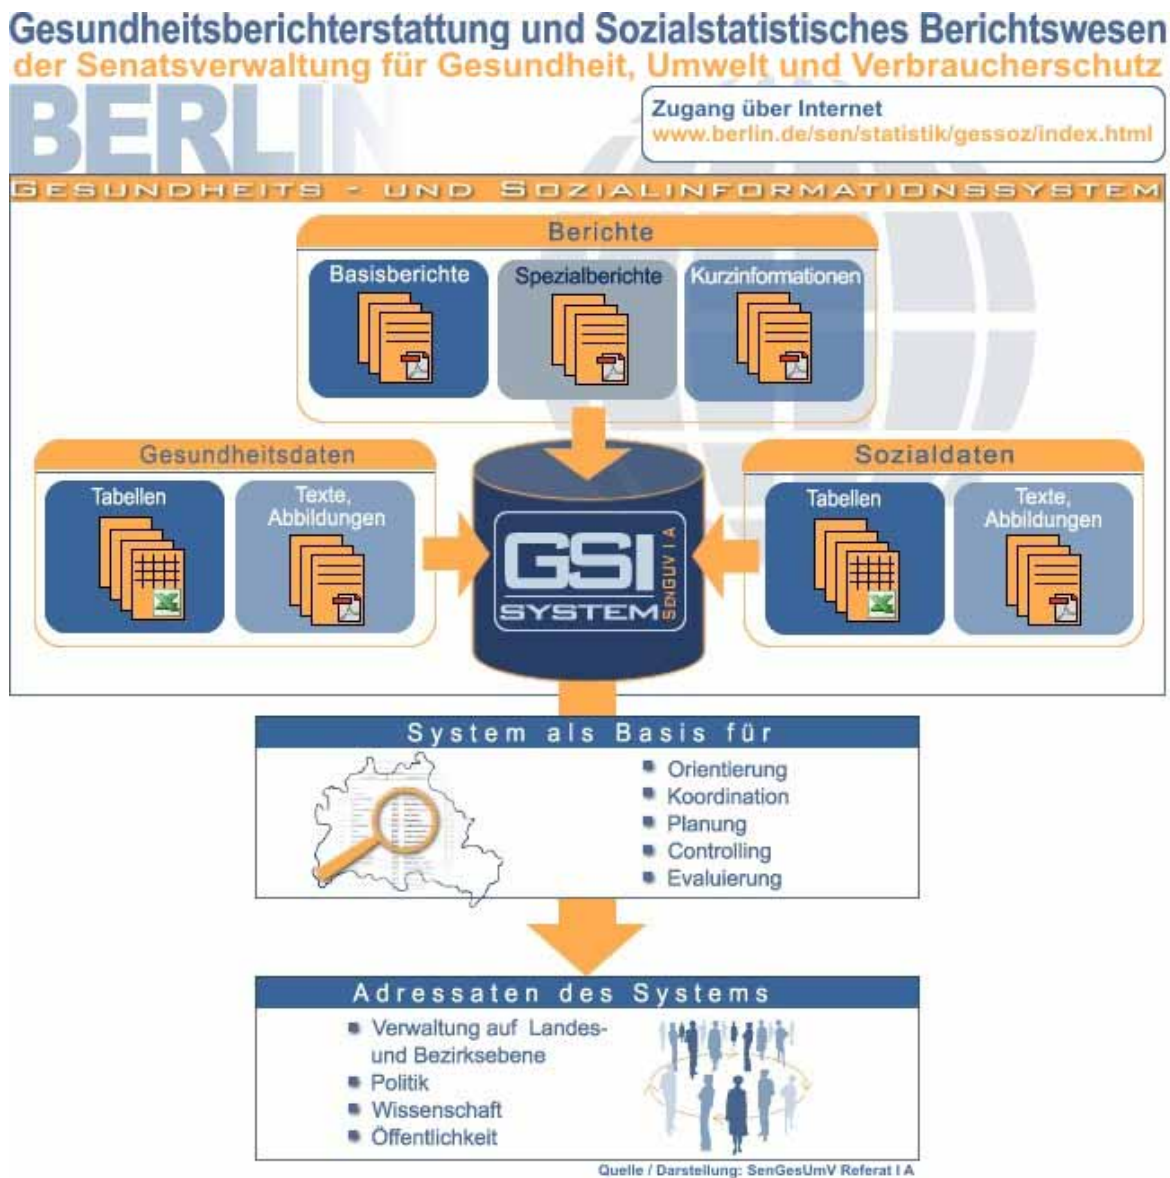 Gesundheitsberichterstattung und Sozialstatistisches Berichtswesen
der Senatsverwaltung für Gesundheit, Umwelt und Verbraucherschutz
BERLIN
Zugang über Internet
www.berlin.de/sen/statistik/gessoz/index.html
GESUNDHEITS - UND SOZIALINFORMATIONSSYSTEM
Berichte
Basisberichte
Spezialberichte
Kurzinformationen
Gesundheitsdaten
Tabellen
Texte,
Abbildungen
GSI
SYSTEM
SENGUV I A
Sozialdaten
Tabellen
Texte,
Abbildungen
System als Basis für
Orientierung
Koordination
Planung
Controlling
Evaluierung
Adressaten des Systems
Verwaltung auf Landes-
und Bezirksebene
Politik
Wissenschaft
Öffentlichkeit
Quelle / Darstellung: SenGesUmV Referat I A